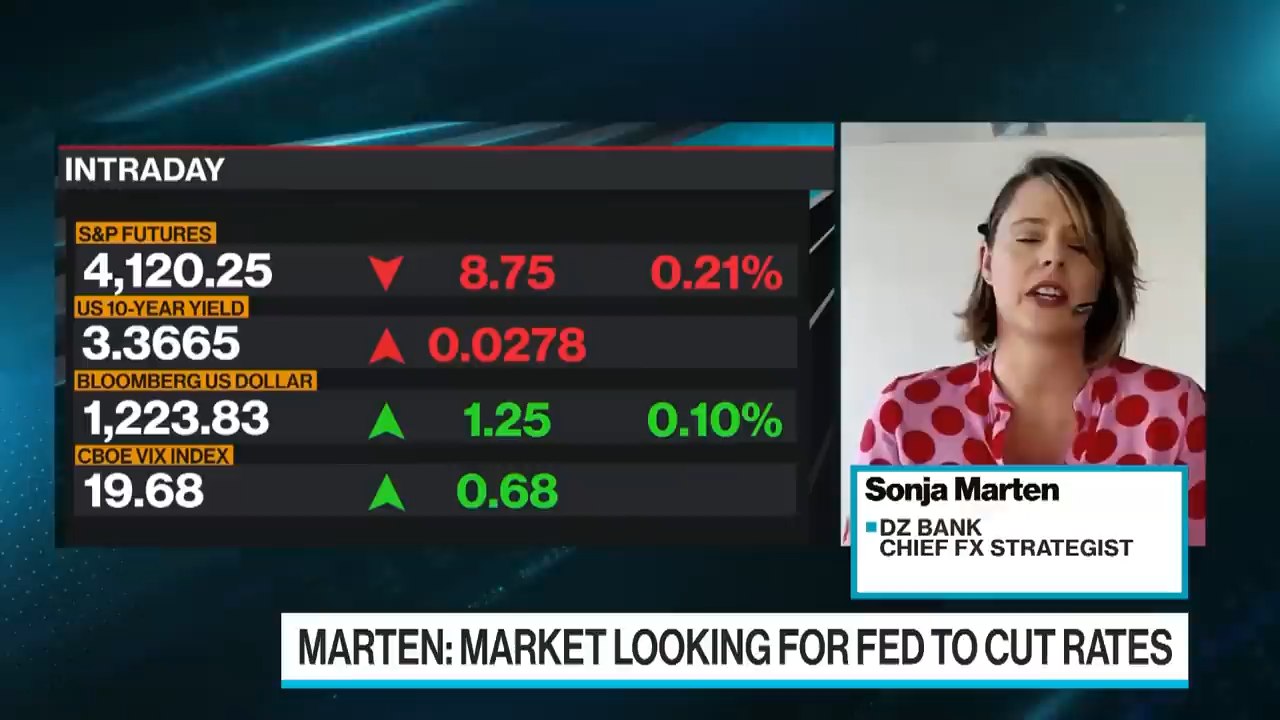 INTRADAY
S&P FUTURES
4,120.25 8.75 0.21%
US 10-YEAR YIELD
3.3665 0.0278
BLOOMBERG US DOLLAR
1,223.83 1.25 0.10%
CBOE VIX INDEX
19.68 0.68
Sonja Marten
DZ BANK
CHIEF FX STRATEGIST
MARTEN: MARKET LOOKING FOR FED TO CUT RATES